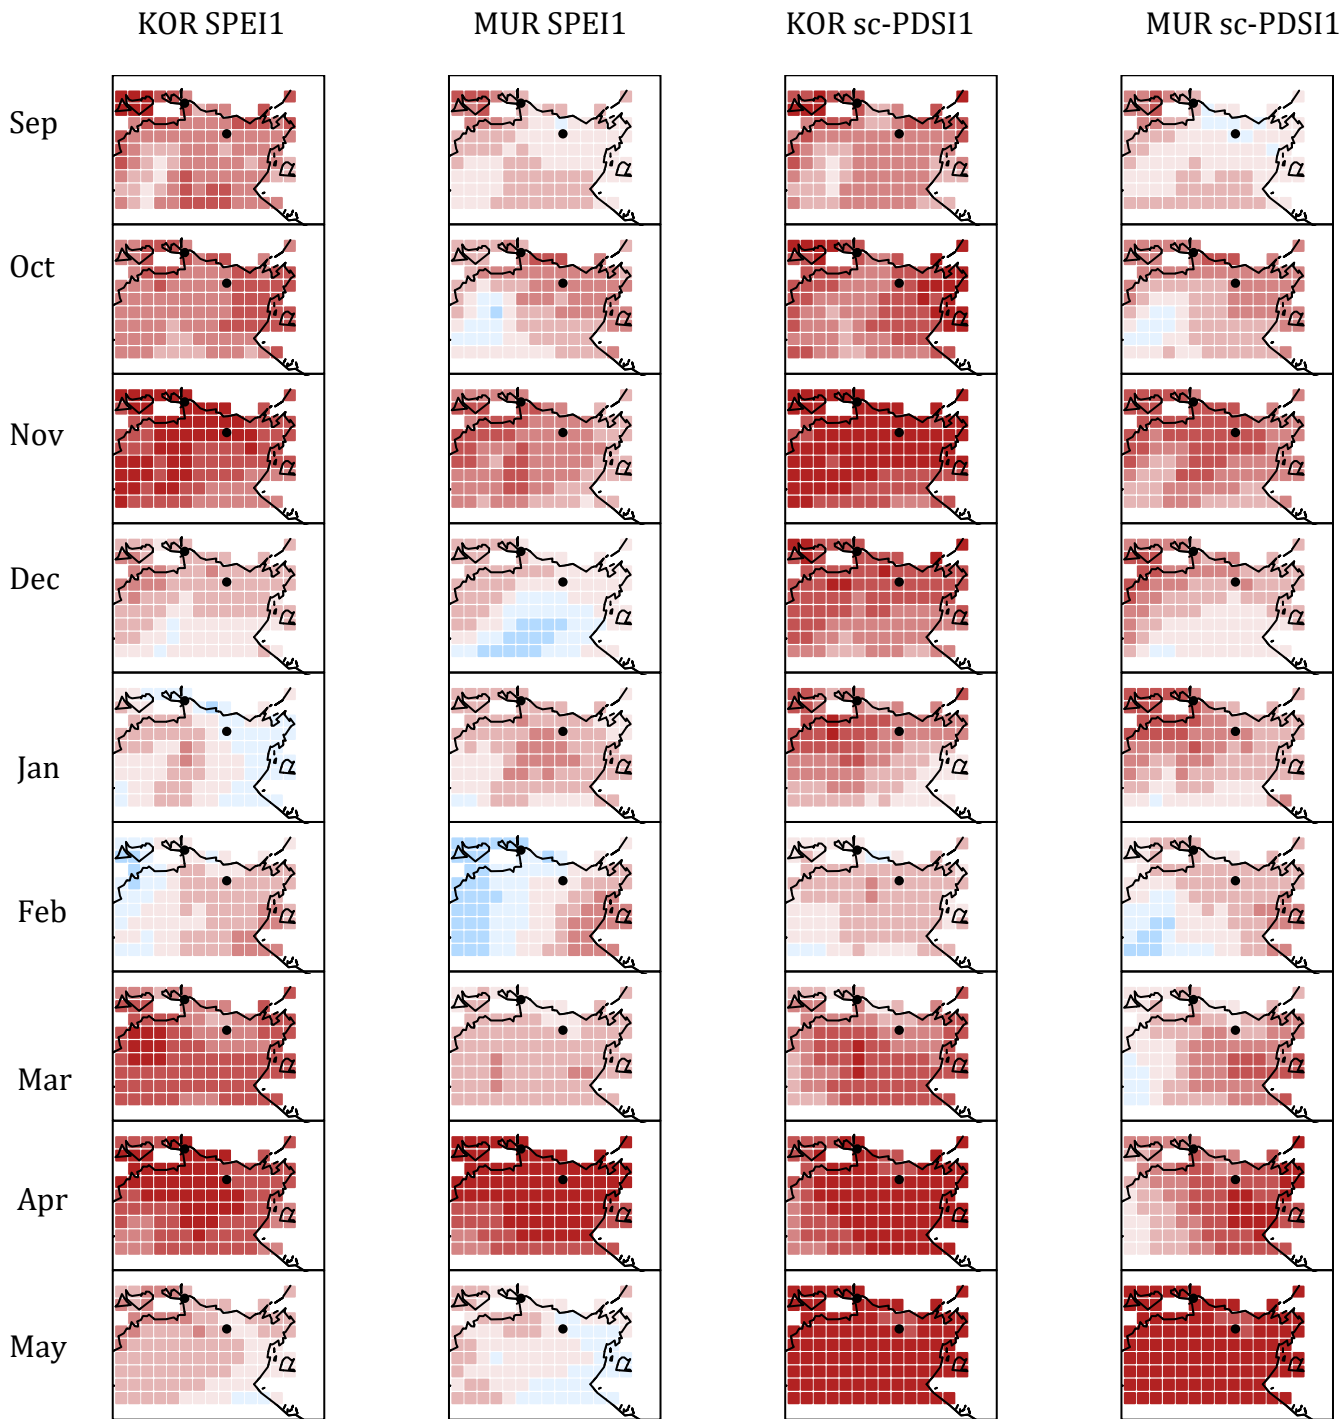 KOR SPEI1 MUR SPEI1 KOR sc-PDSI1 MUR sc-PDSI1
Sep
Oct
Nov
Dec
Jan
Feb
Mar
Apr
May